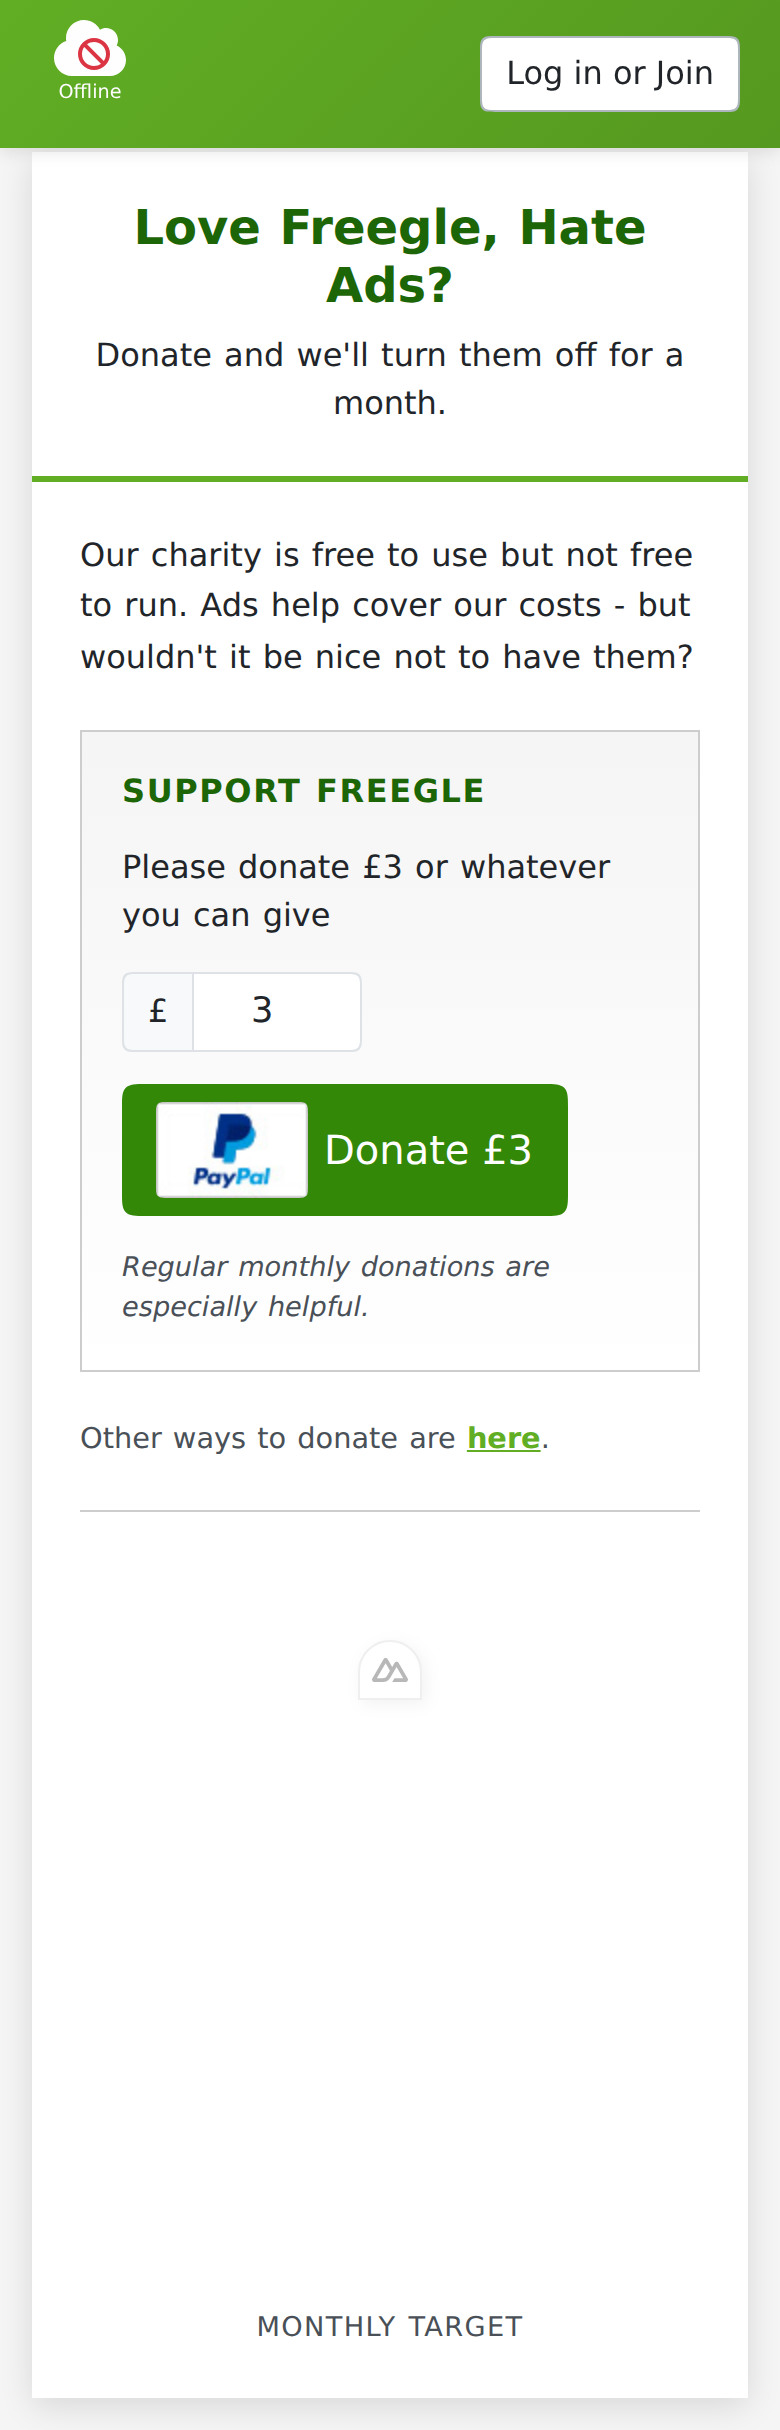 Offline
Log in or Join
Love Freegle, Hate
Ads?
Donate and we'll turn them off for a
month.
Our charity is free to use but not free
to run. Ads help cover our costs - but
wouldn't it be nice not to have them?
SUPPORT FREEGLE
Please donate £3 or whatever
you can give
£ 3
PayPal Donate £3
Regular monthly donations are
especially helpful.
Other ways to donate are here.
MONTHLY TARGET